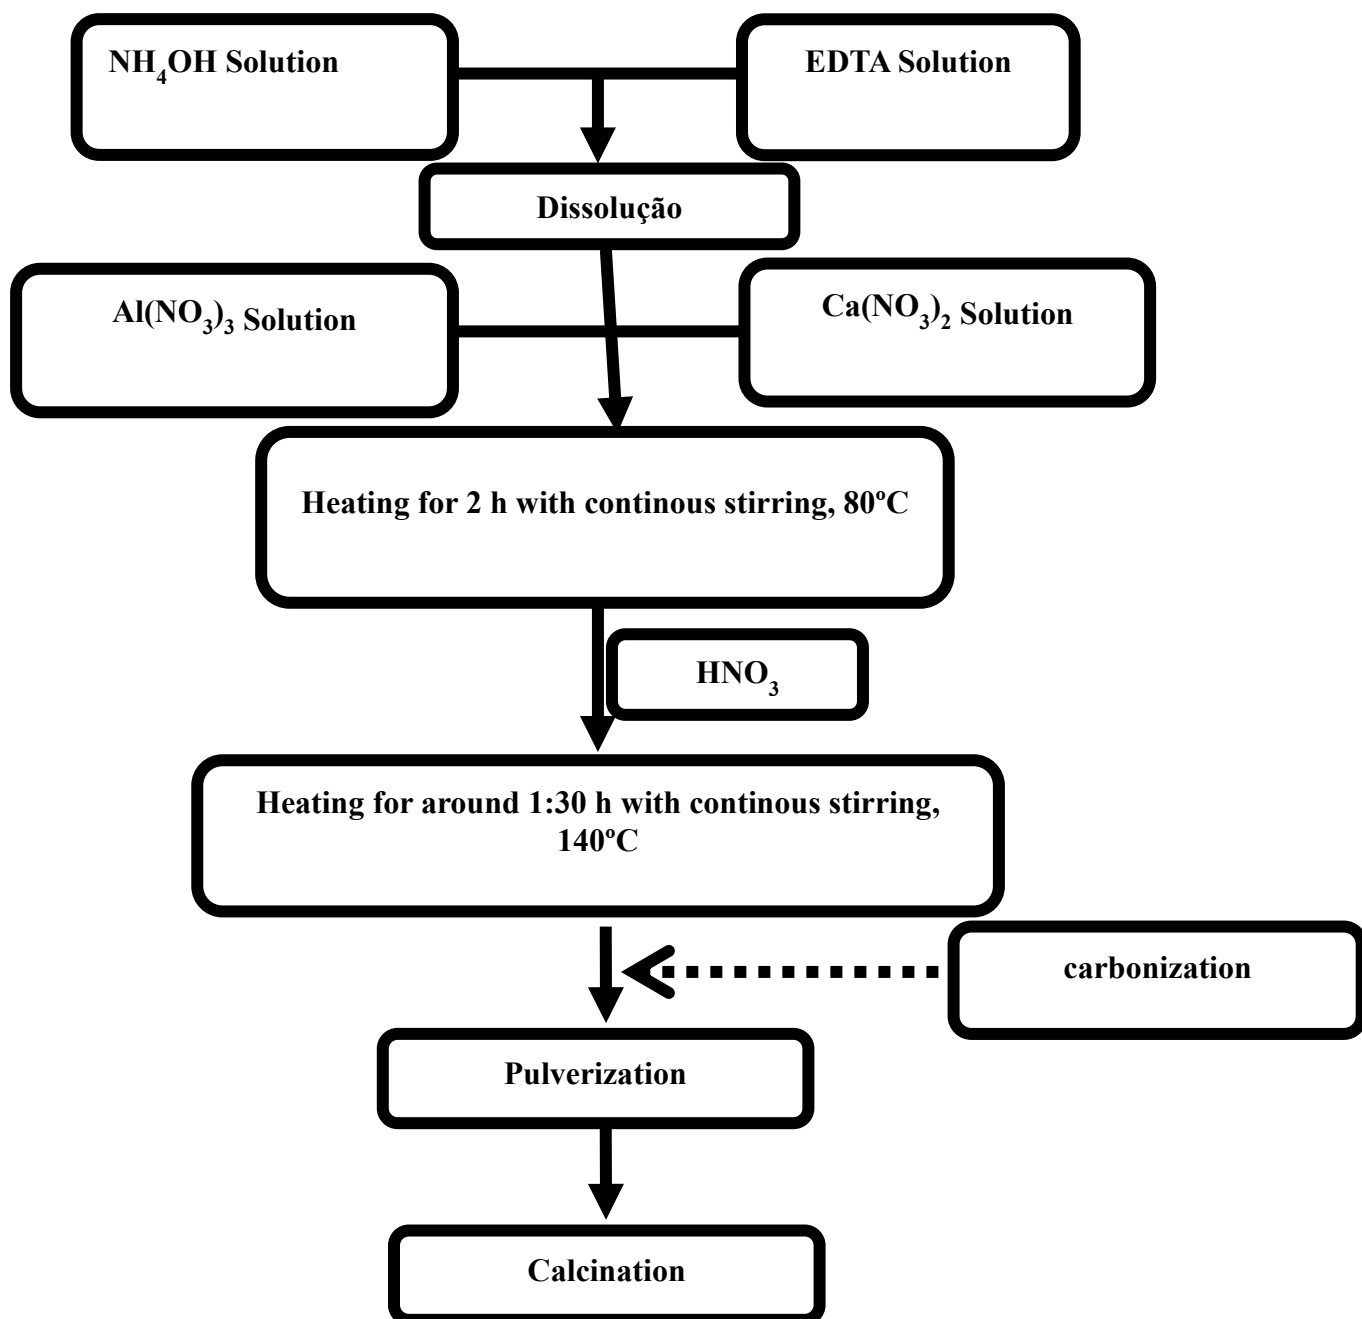 NH₄OH Solution
EDTA Solution
Dissolução
Al(NO₃)₃ Solution
Ca(NO₃)₂ Solution
Heating for 2 h with continous stirring, 80ºC
HNO₃
Heating for around 1:30 h with continous stirring,
140ºC
carbonization
Pulverization
Calcination